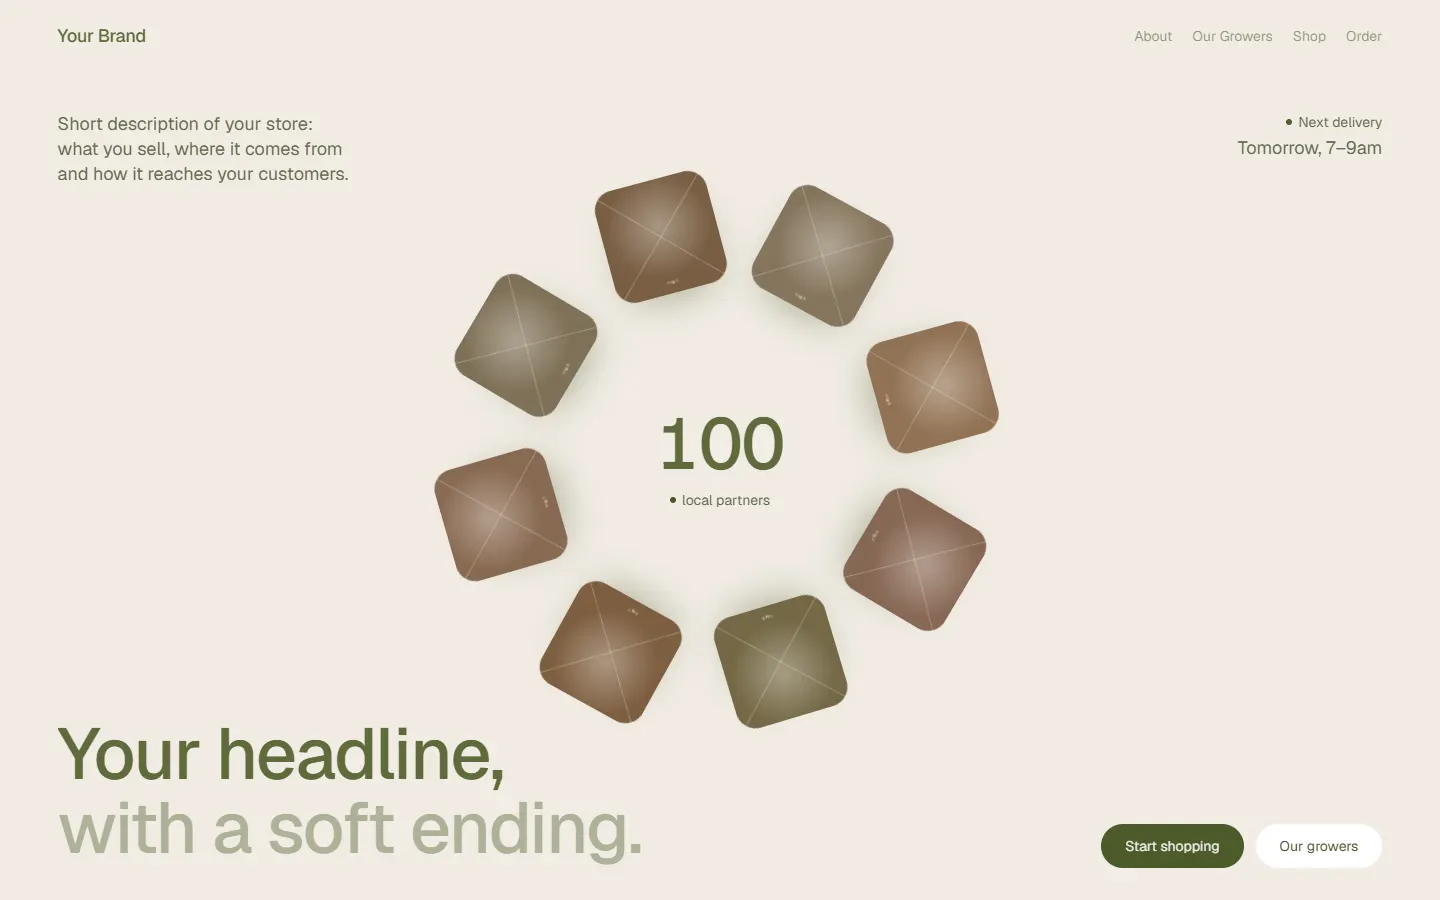 Your Brand
About Our Growers Shop Order
Short description of your store:
what you sell, where it comes from
and how it reaches your customers.
Next delivery
Tomorrow, 7–9am
100
local partners
Your headline,
with a soft ending.
Start shopping
Our growers